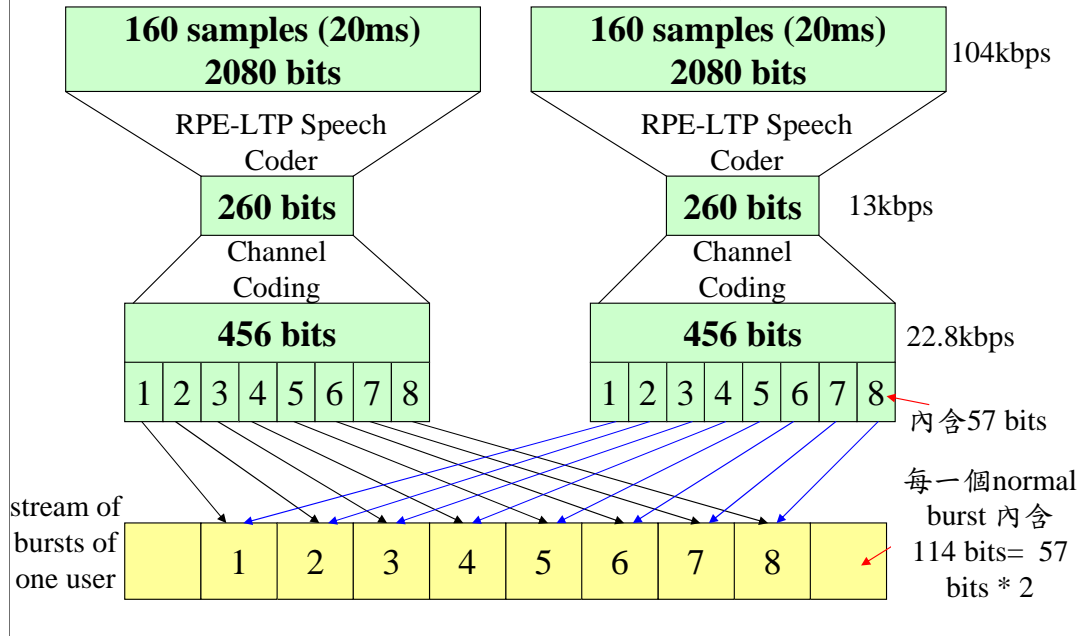 160 samples (20ms)
2080 bits
160 samples (20ms)
2080 bits
104kbps
RPE-LTP Speech
Coder
RPE-LTP Speech
Coder
260 bits
260 bits
13kbps
Channel
Coding
Channel
Coding
456 bits
456 bits
22.8kbps
1 2 3 4 5 6 7 8
1 2 3 4 5 6 7 8
內含57 bits
stream of
bursts of
one user
1 2 3 4 5 6 7 8
每一個normal
burst 內含
114 bits= 57
bits * 2